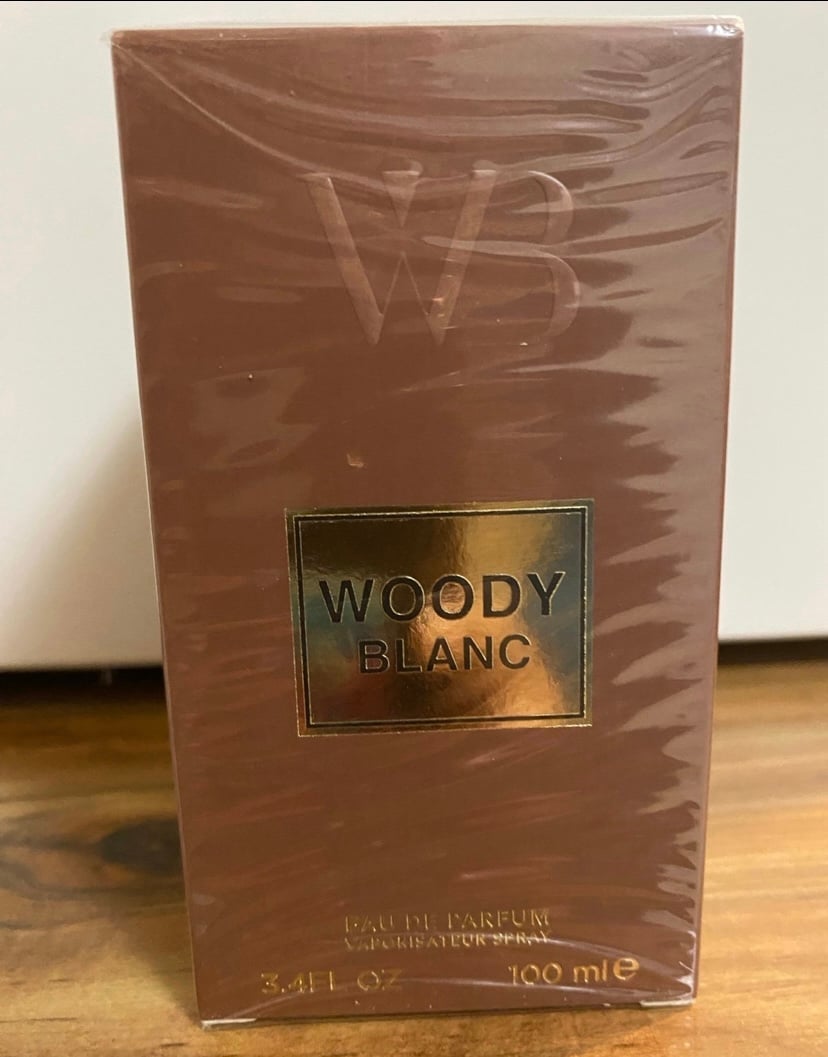 WB
WOODY
BLANC
EAU DE PARFUM
VAPORISATEUR SPRAY
3.4FL OZ 100 ml e